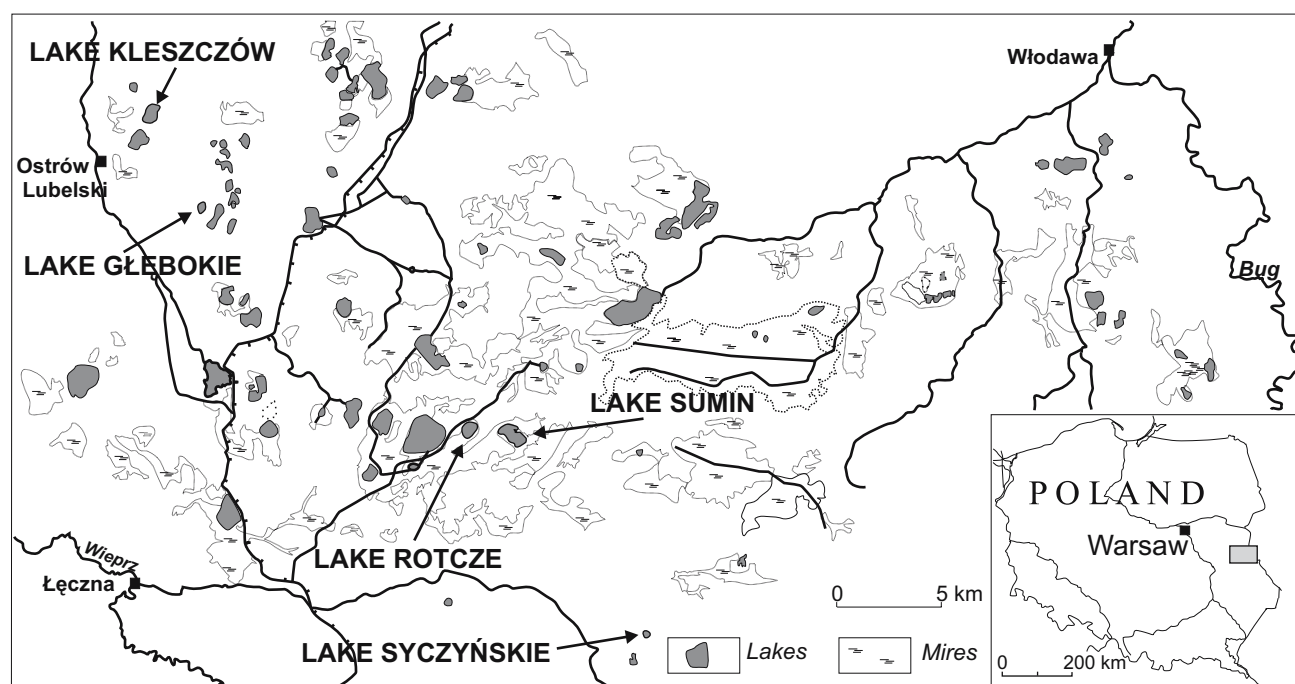 LAKE KLESZCZÓW
Włodawa
Ostrów
Lubelski
LAKE GŁEBOKIE
Bug
LAKE SUMIN
POLAND
Warsaw
LAKE ROTCZE
Wieprz
Łęczna
0 5 km
LAKE SYCZYŃSKIE
Lakes
Mires
0 200 km